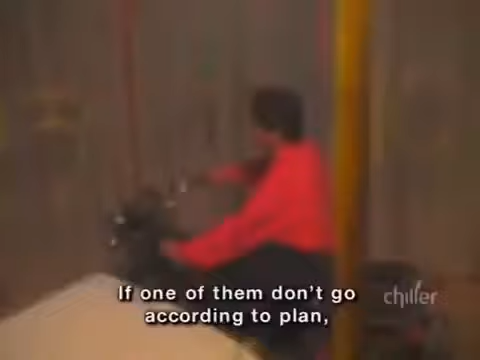 If one of them don't go
chiller
according to plan,